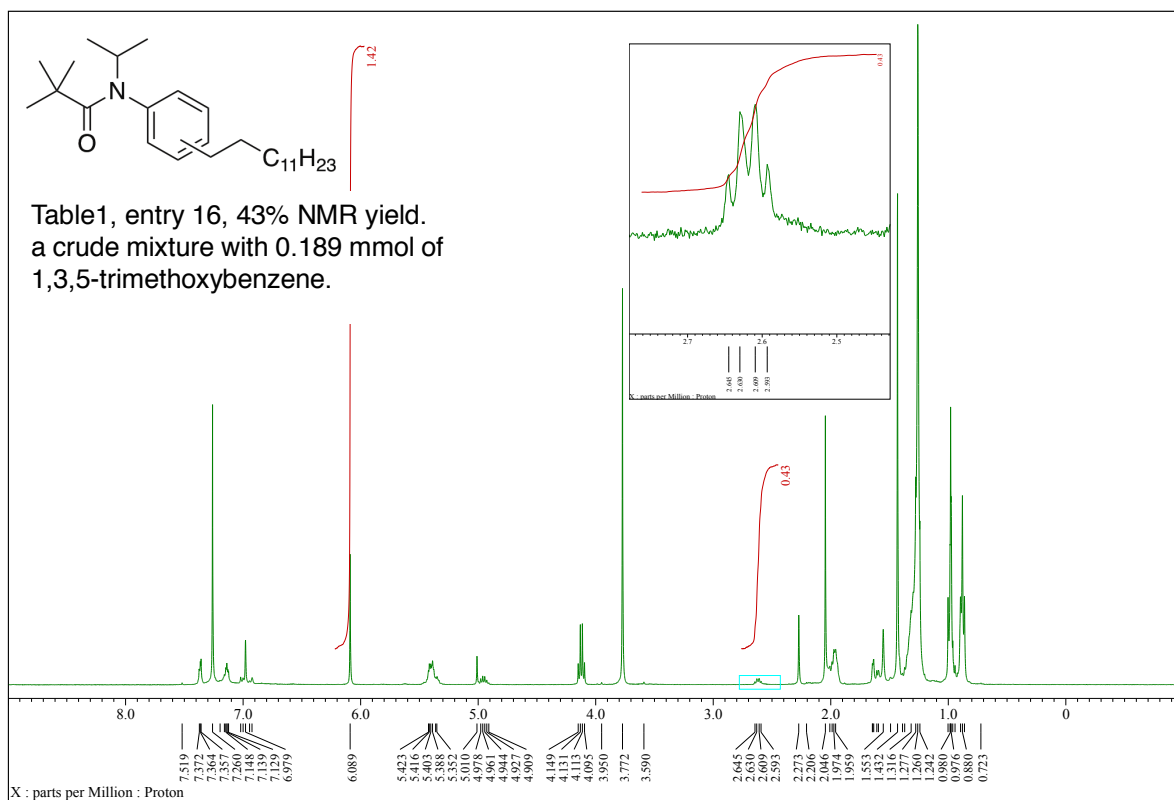 N
O
C11H23
Table1, entry 16, 43% NMR yield.
a crude mixture with 0.189 mmol of
1,3,5-trimethoxybenzene.
1.42
0.43
2.7 2.6 2.5
2.645 2.630 2.609 2.593
X : parts per Million : Proton
0.43
8.0 7.0 6.0 5.0 4.0 3.0 2.0 1.0 0
7.519 7.372 7.364 7.357 7.260 7.148 7.139 7.129 6.979 6.089 5.423 5.416 5.403 5.388 5.352 5.010 4.978 4.961 4.944 4.927 4.909 4.149 4.131 4.113 4.095 3.950 3.772 3.590 2.645 2.630 2.609 2.593 2.273 2.206 2.046 1.974 1.959 1.553 1.432 1.316 1.277 1.260 1.242 0.980 0.976 0.880 0.723
X : parts per Million : Proton